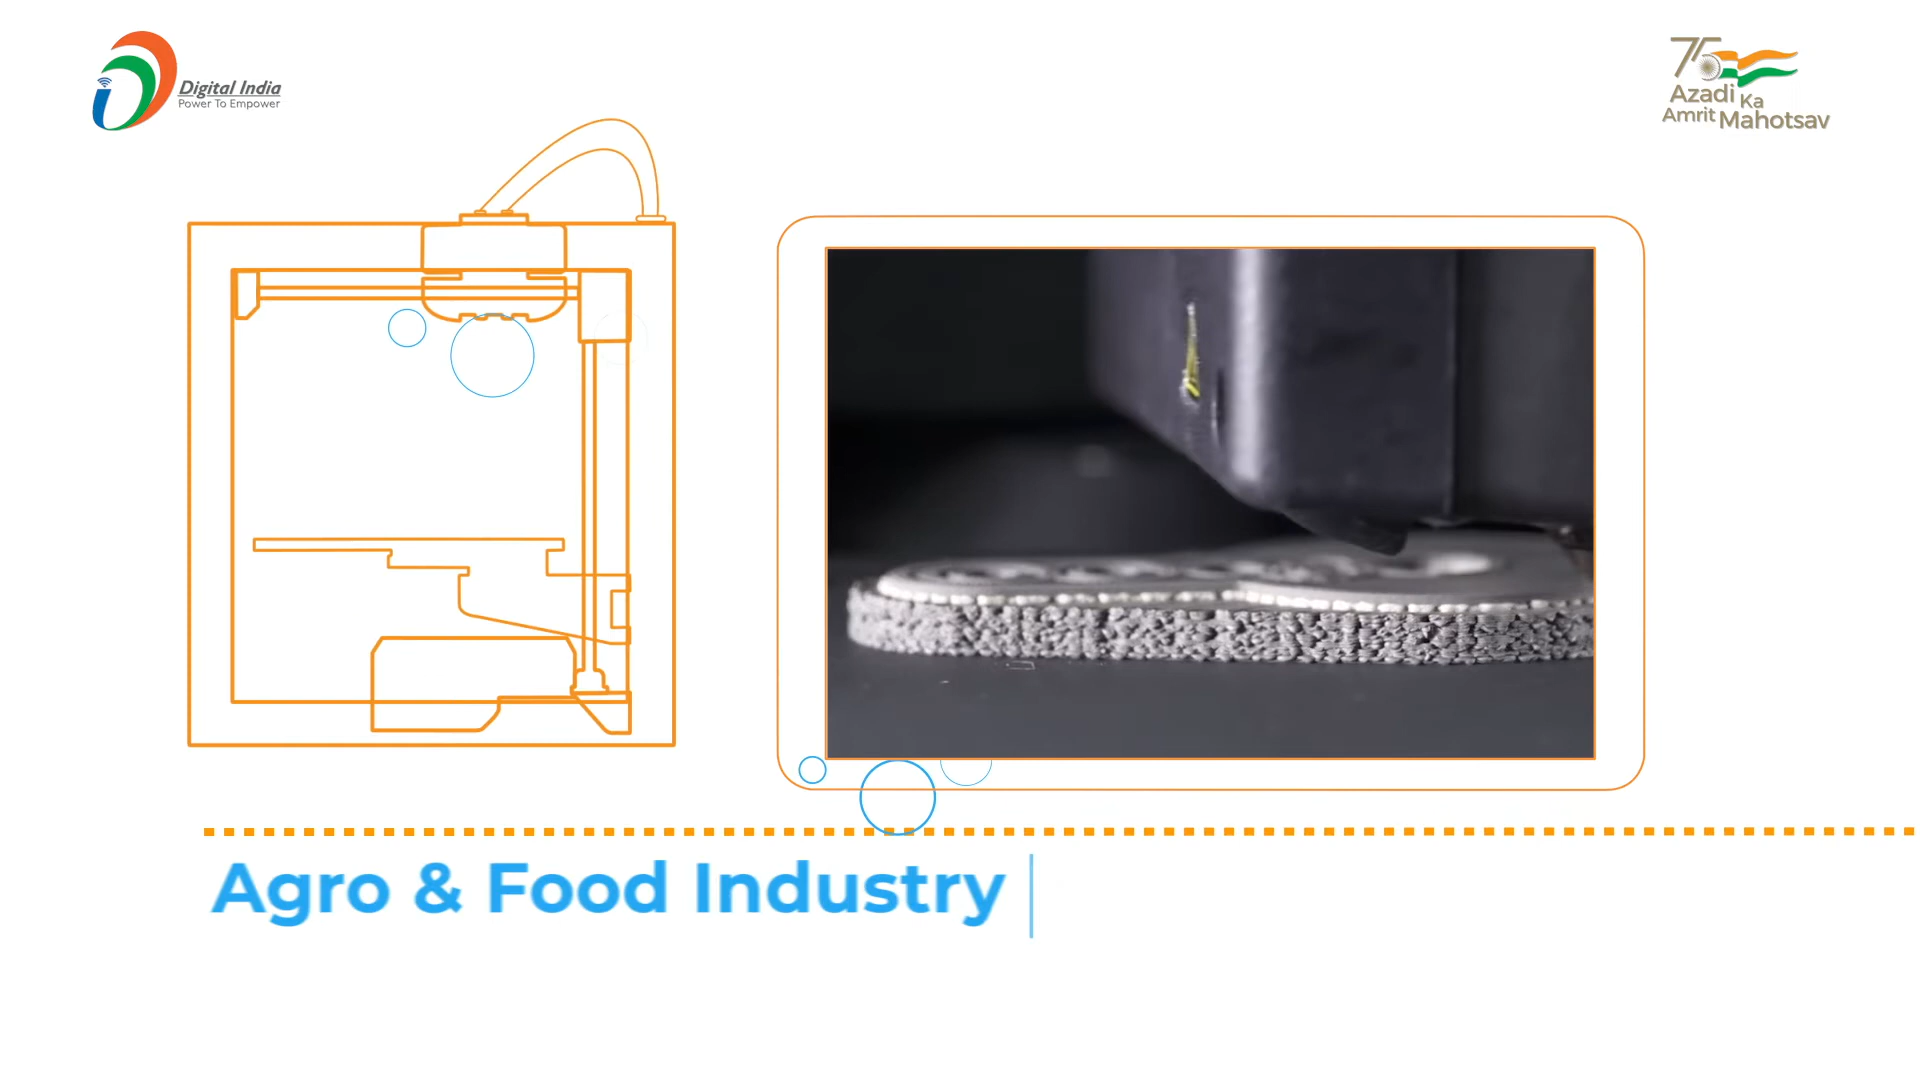 Digital India
Power To Empower
75
Azadi Ka
Amrit Mahotsav
Agro & Food Industry